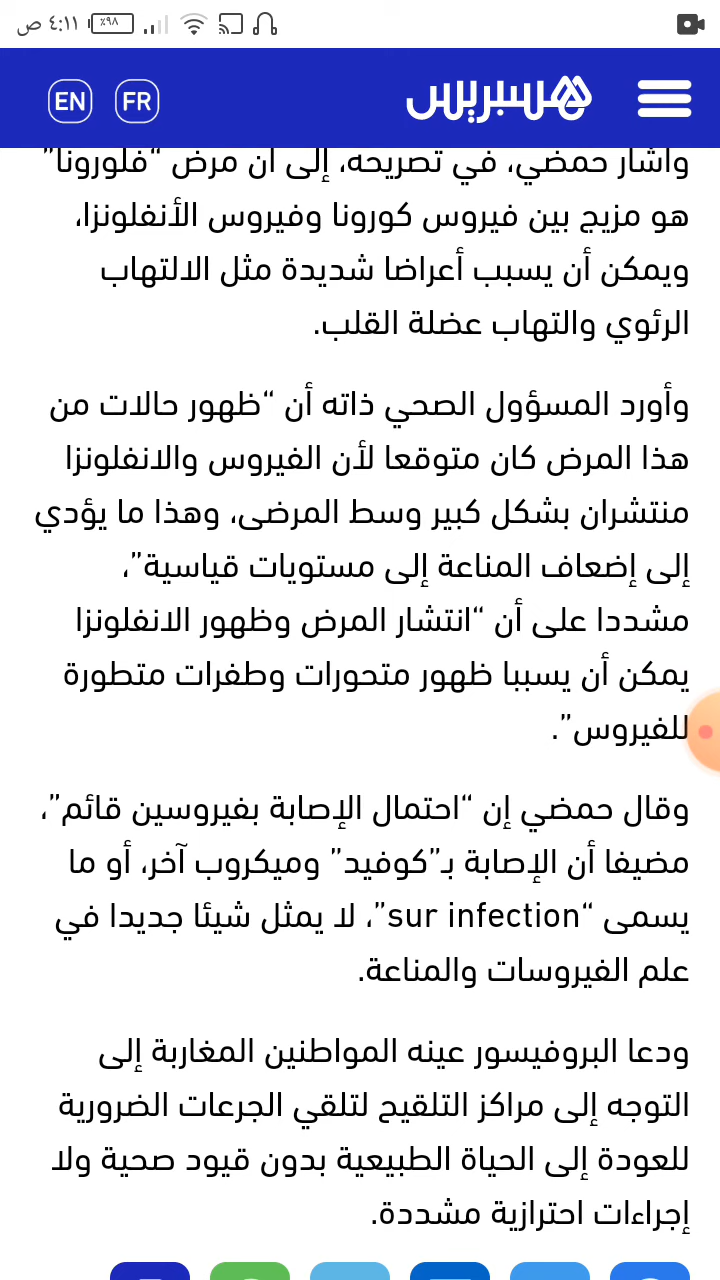 ٤:١١ ص
٪٩٨
EN FR هسبريس
وأشار حمضي، في تصريحه، إلى أن مرض “فلورونا”
هو مزيج بين فيروس كورونا وفيروس الأنفلونزا،
ويمكن أن يسبب أعراضا شديدة مثل الالتهاب
الرئوي والتهاب عضلة القلب.
وأورد المسؤول الصحي ذاته أن “ظهور حالات من
هذا المرض كان متوقعا لأن الفيروس والانفلونزا
منتشران بشكل كبير وسط المرضى، وهذا ما يؤدي
إلى إضعاف المناعة إلى مستويات قياسية”،
مشددا على أن “انتشار المرض وظهور الانفلونزا
يمكن أن يسببا ظهور متحورات وطفرات متطورة
للفيروس”.
وقال حمضي إن “احتمال الإصابة بفيروسين قائم”،
مضيفا أن الإصابة بـ”كوفيد” وميكروب آخر، أو ما
يسمى “sur infection”، لا يمثل شيئا جديدا في
علم الفيروسات والمناعة.
ودعا البروفيسور عينه المواطنين المغاربة إلى
التوجه إلى مراكز التلقيح لتلقي الجرعات الضرورية
للعودة إلى الحياة الطبيعية بدون قيود صحية ولا
إجراءات احترازية مشددة.